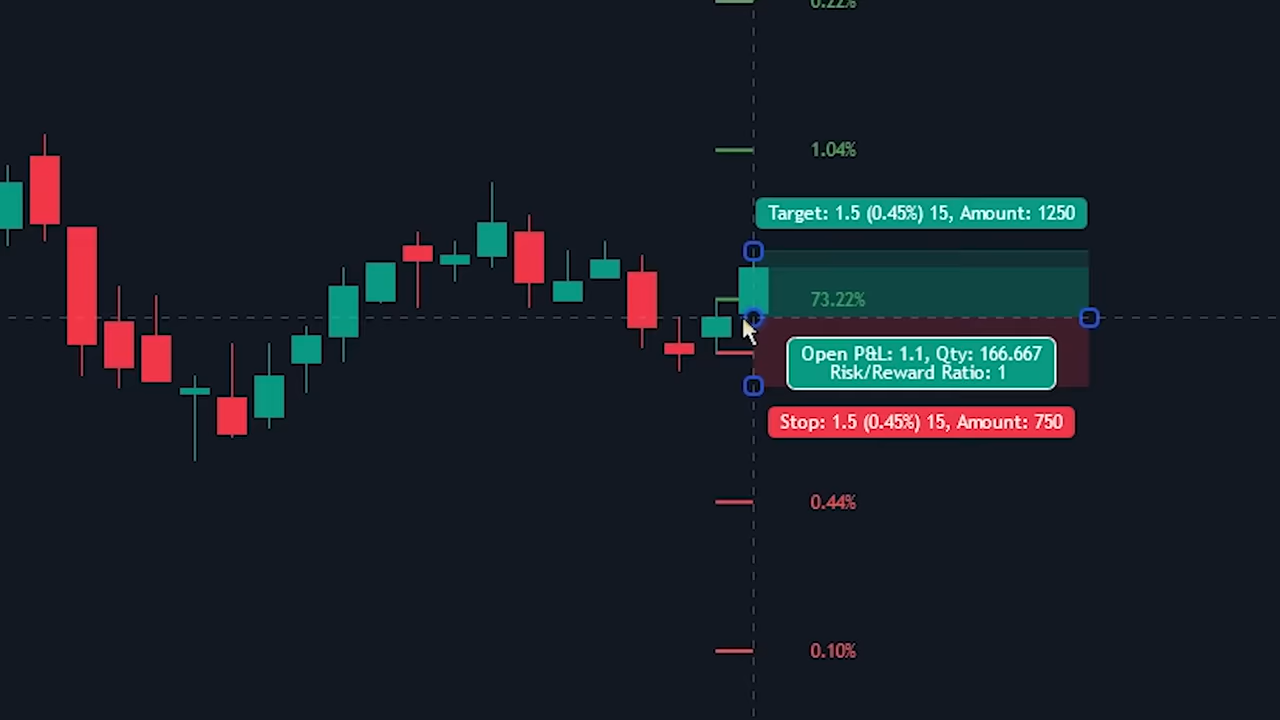 0.22%
1.04%
Target: 1.5 (0.45%) 15, Amount: 1250
73.22%
Open P&L: 1.1, Qty: 166.667
Risk/Reward Ratio: 1
Stop: 1.5 (0.45%) 15, Amount: 750
0.44%
0.10%